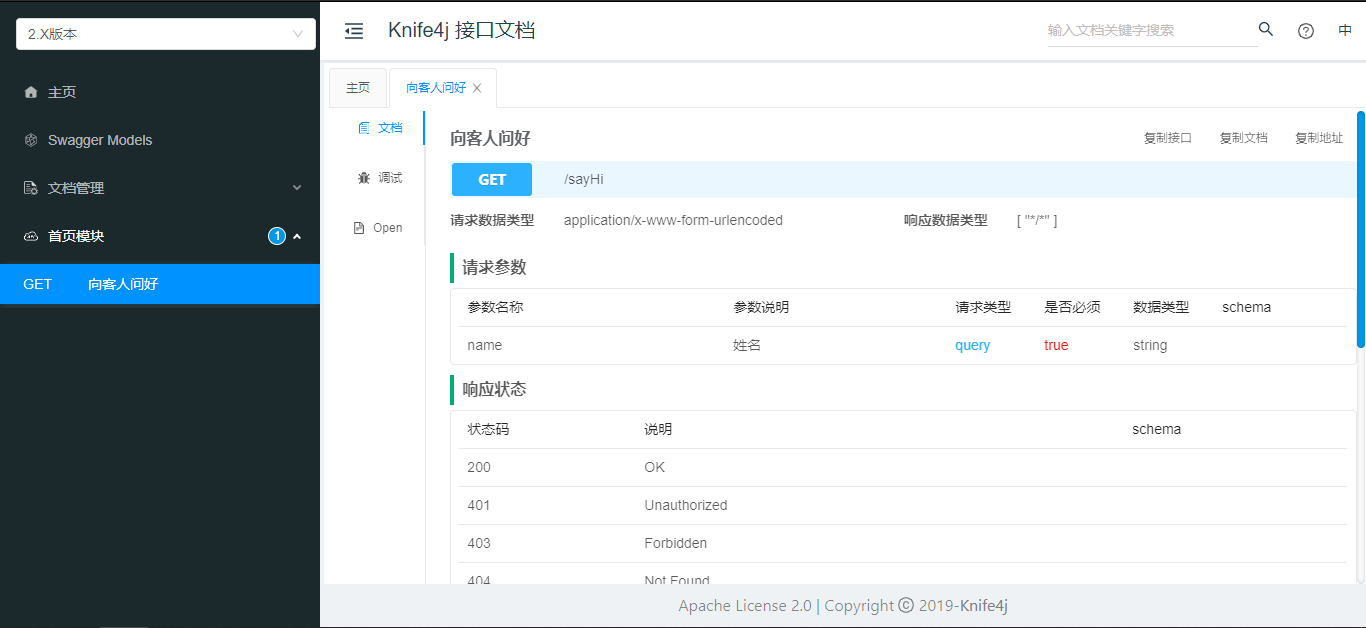 2.X版本
主页
Swagger Models
文档管理
首页模块 1
GET 向客人问好
Knife4j 接口文档
输入文档关键字搜索 中
主页 向客人问好
文档
调试
Open
向客人问好 复制接口 复制文档 复制地址
GET /sayHi
请求数据类型 application/x-www-form-urlencoded 响应数据类型 [ "*/*" ]
请求参数
参数名称 参数说明 请求类型 是否必须 数据类型 schema
name 姓名 query true string
响应状态
状态码 说明 schema
200 OK
401 Unauthorized
403 Forbidden
404 Not Found
Apache License 2.0 | Copyright © 2019-Knife4j